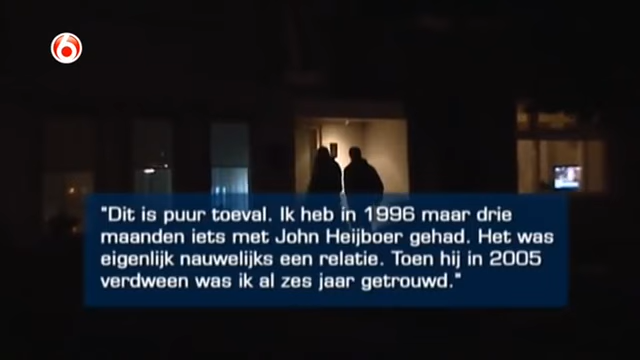 6
"Dit is puur toeval. Ik heb in 1996 maar drie
maanden iets met John Heijboer gehad. Het was
eigenlijk nauwelijks een relatie. Toen hij in 2005
verdween was ik al zes jaar getrouwd."